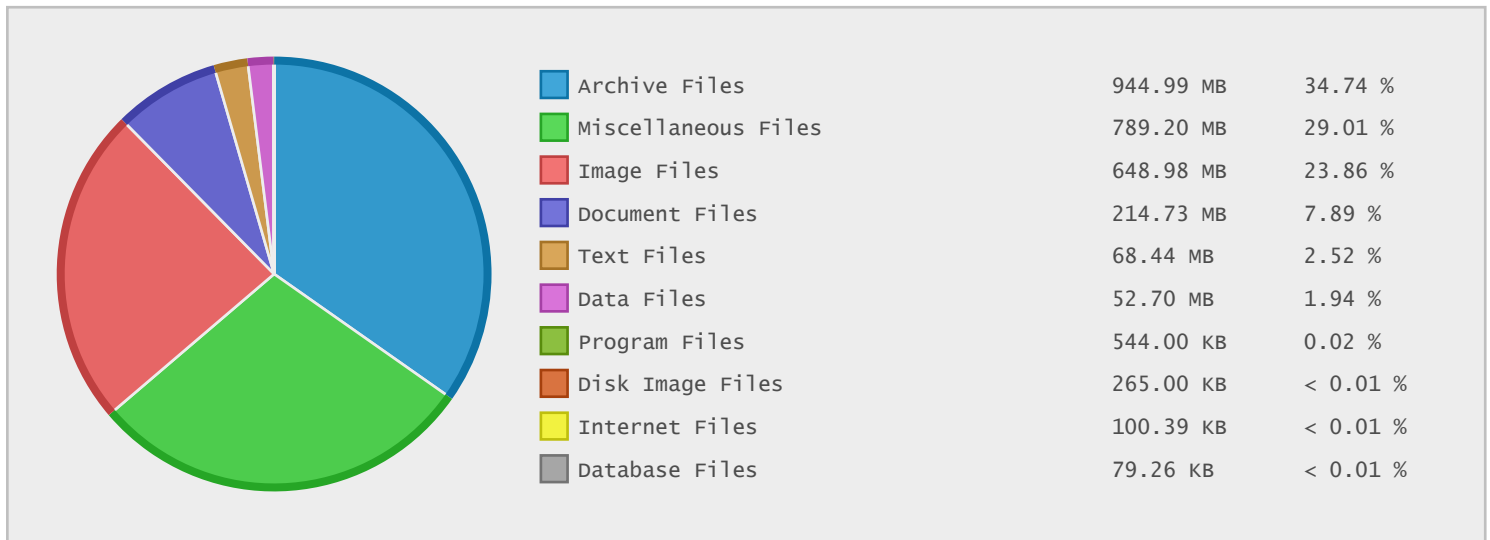 Archive Files 944.99 MB 34.74 %
Miscellaneous Files 789.20 MB 29.01 %
Image Files 648.98 MB 23.86 %
Document Files 214.73 MB 7.89 %
Text Files 68.44 MB 2.52 %
Data Files 52.70 MB 1.94 %
Program Files 544.00 KB 0.02 %
Disk Image Files 265.00 KB < 0.01 %
Internet Files 100.39 KB < 0.01 %
Database Files 79.26 KB < 0.01 %